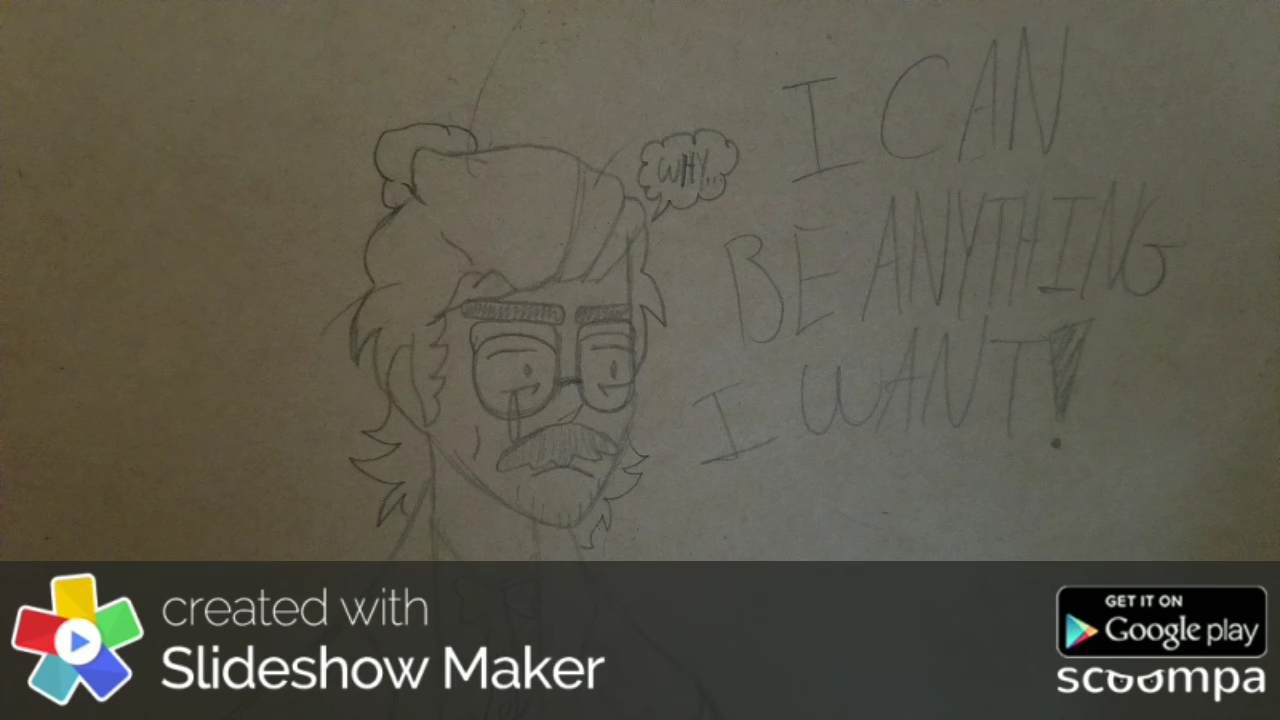 I CAN
WHY...
BE ANYTHING
I WANT!
created with
Slideshow Maker
GET IT ON
Google play
scoompa